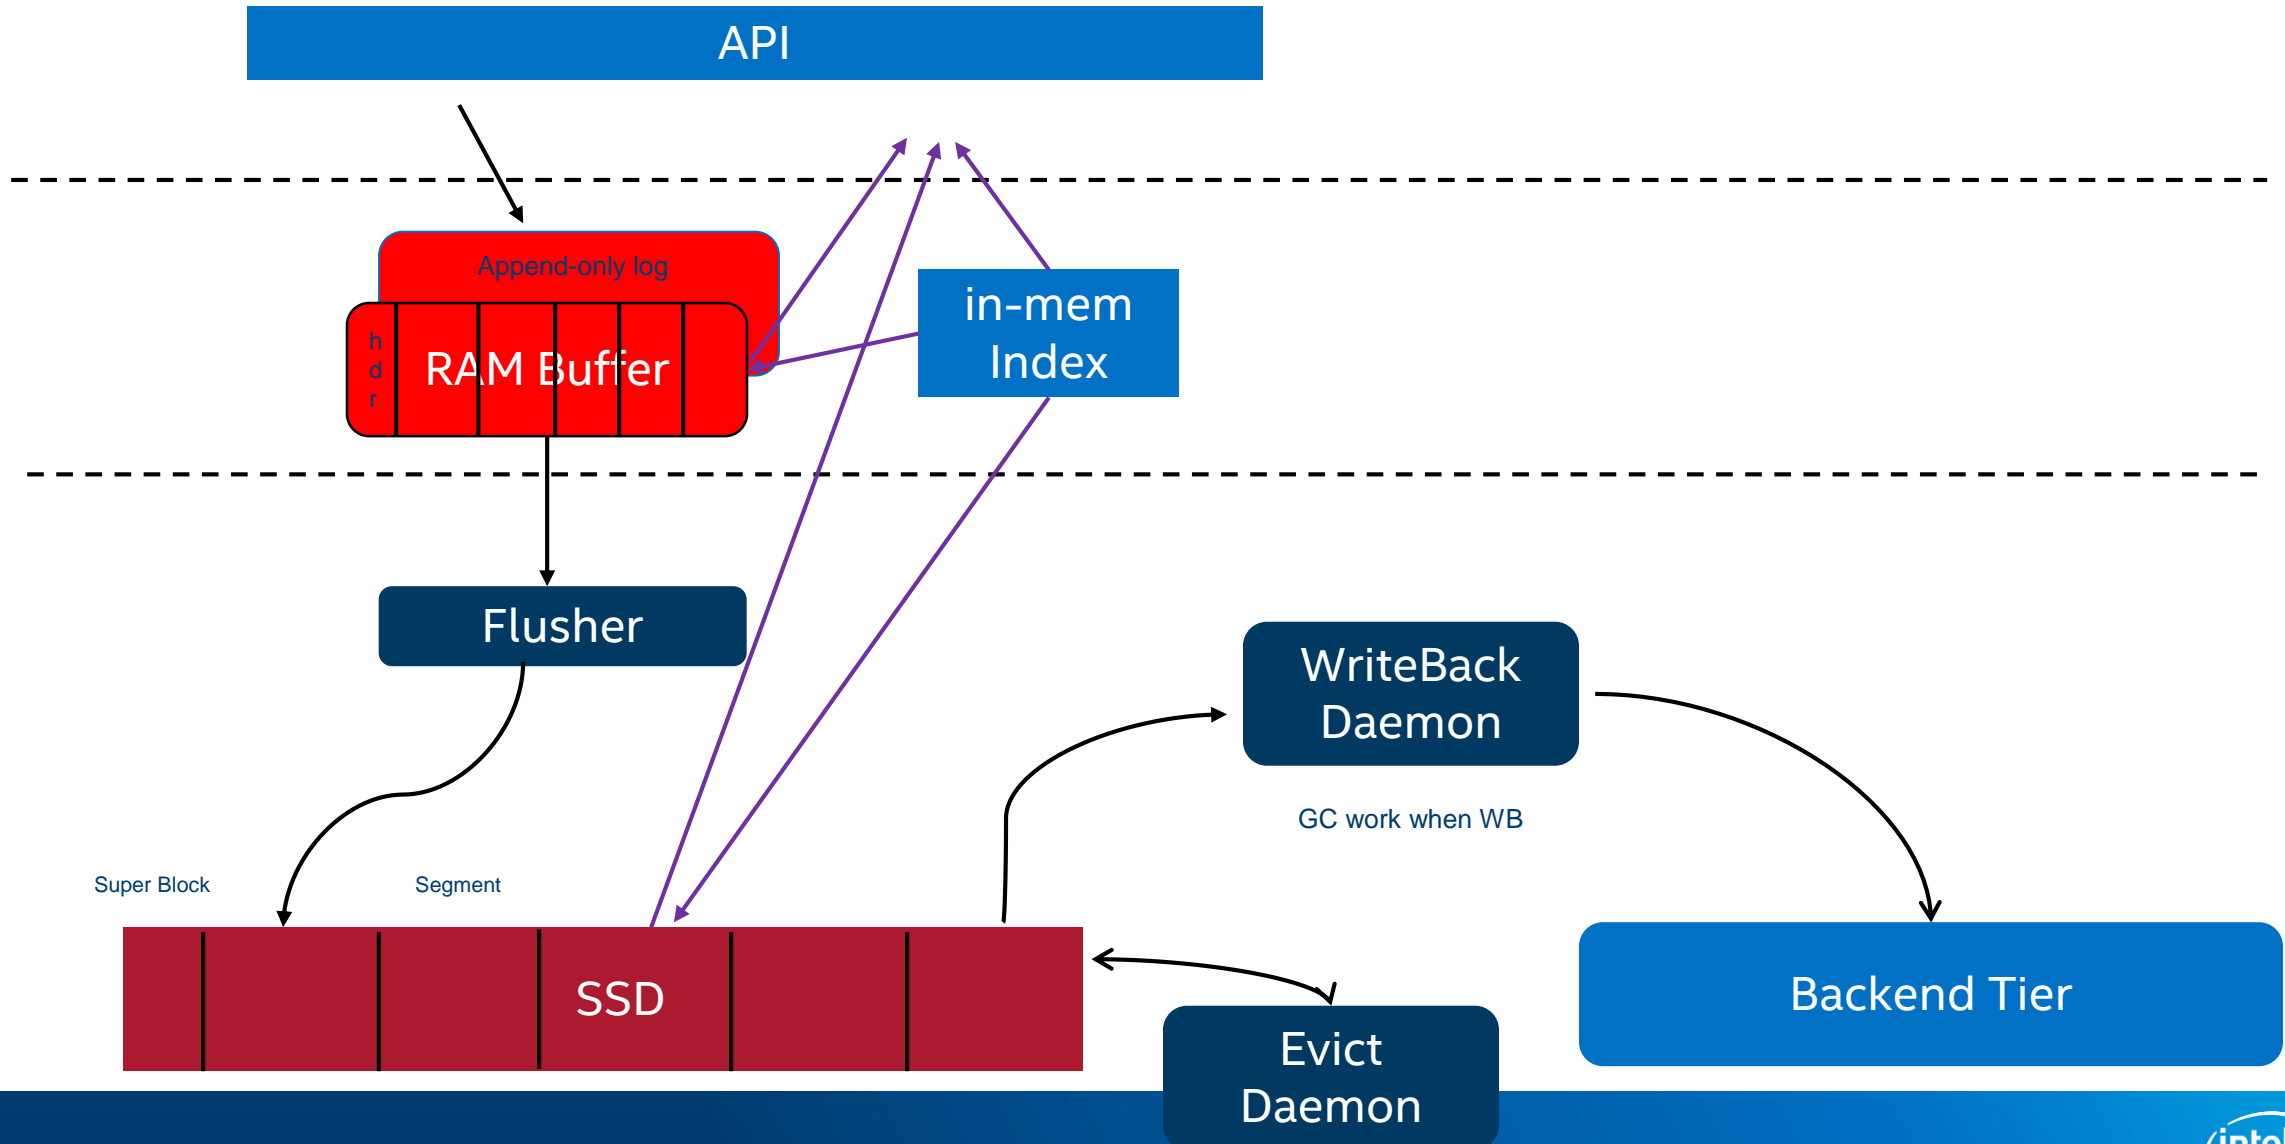 API
Append-only log
h
d
r
RAM Buffer
in-mem
Index
Flusher
WriteBack
Daemon
GC work when WB
Super Block
Segment
SSD
Backend Tier
Evict
Daemon